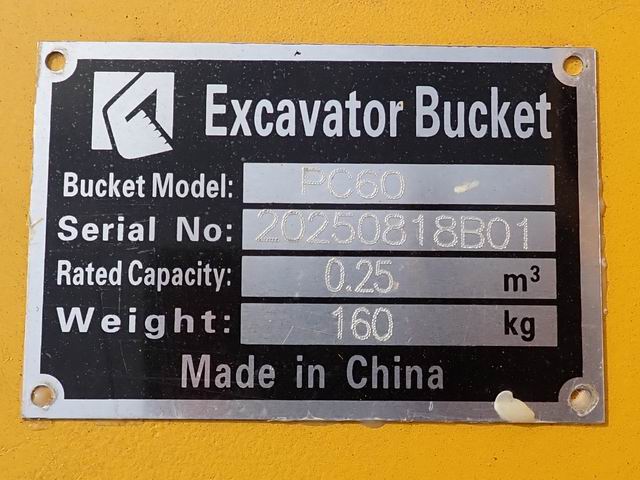 Excavator Bucket
Bucket Model: PC60
Serial No: 20250818B01
Rated Capacity: 0.25 m³
Weight: 160 kg
Made in China